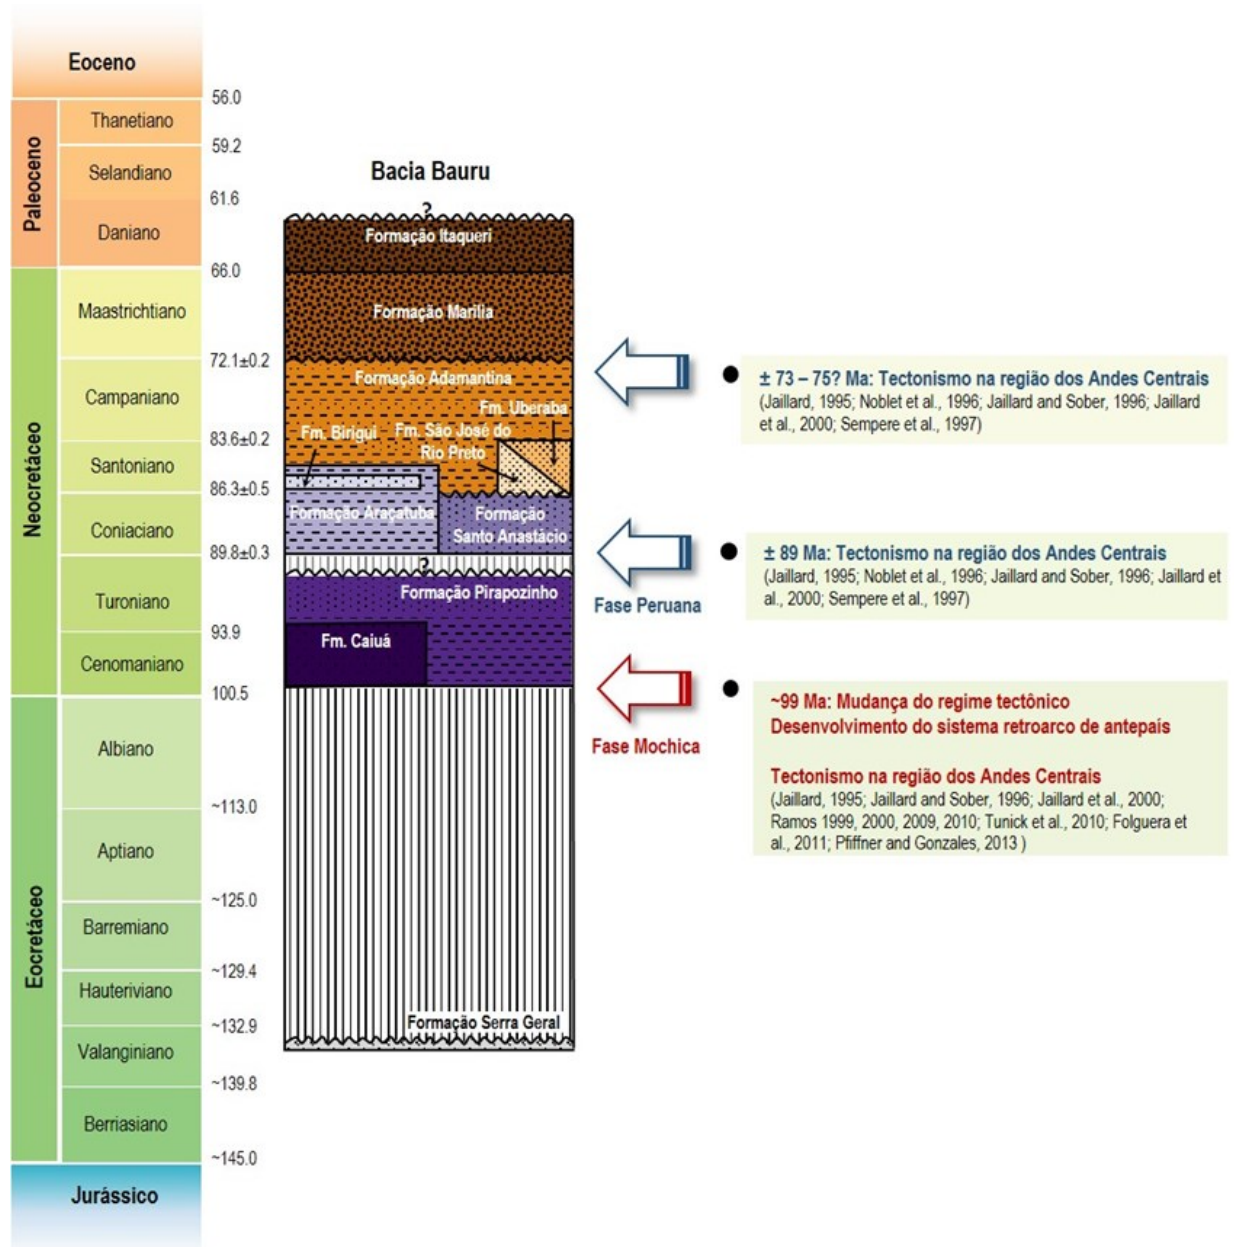 Eoceno
56.0
Paleoceno
Thanetiano
59.2
Selandiano
61.6
Daniano
66.0
Neocretáceo
Maastrichtiano
72.1±0.2
Campaniano
83.6±0.2
Santoniano
86.3±0.5
Coniaciano
89.8±0.3
Turoniano
93.9
Cenomaniano
100.5
Eocretáceo
Albiano
~113.0
Aptiano
~125.0
Barremiano
~129.4
Hauteriviano
~132.9
Valanginiano
~139.8
Berriasiano
~145.0
Jurássico
Bacia Bauru
?
Formação Itaqueri
Formação Marília
Formação Adamantina
Fm. Uberaba
Fm. Birigui
Fm. São José do
Rio Preto
Formação Araçatuba
Formação
Santo Anastácio
?
Formação Pirapozinho
Fm. Caiuá
Formação Serra Geral
± 73 – 75? Ma: Tectonismo na região dos Andes Centrais
(Jaillard, 1995; Noblet et al., 1996; Jaillard and Sober, 1996; Jaillard
et al., 2000; Sempere et al., 1997)
Fase Peruana
± 89 Ma: Tectonismo na região dos Andes Centrais
(Jaillard, 1995; Noblet et al., 1996; Jaillard and Sober, 1996; Jaillard et
al., 2000; Sempere et al., 1997)
Fase Mochica
~99 Ma: Mudança do regime tectônico
Desenvolvimento do sistema retroarco de antepaís
Tectonismo na região dos Andes Centrais
(Jaillard, 1995; Jaillard and Sober, 1996; Jaillard et al., 2000;
Ramos 1999, 2000, 2009, 2010; Tunick et al., 2010; Folguera et
al., 2011; Pfiffner and Gonzales, 2013 )